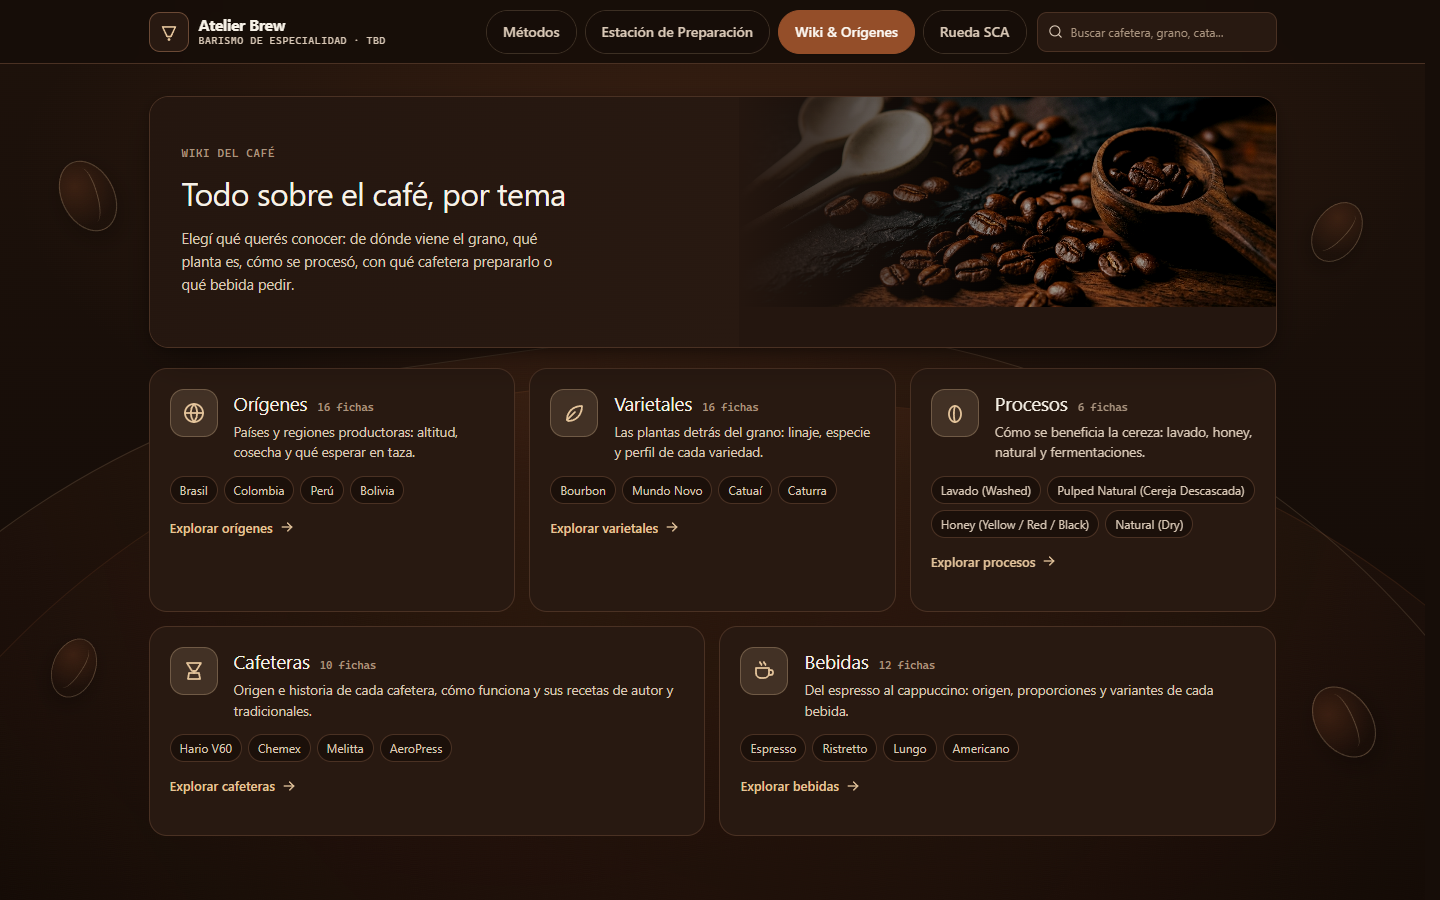 Atelier Brew
BARISMO DE ESPECIALIDAD · TBD
Métodos
Estación de Preparación
Wiki & Orígenes
Rueda SCA
Buscar cafetera, grano, cata...
WIKI DEL CAFÉ
Todo sobre el café, por tema
Elegí qué querés conocer: de dónde viene el grano, qué
planta es, cómo se procesó, con qué cafetera prepararlo o
qué bebida pedir.
Orígenes 16 fichas
Países y regiones productoras: altitud,
cosecha y qué esperar en taza.
Brasil Colombia Perú Bolivia
Explorar orígenes →
Varietales 16 fichas
Las plantas detrás del grano: linaje, especie
y perfil de cada variedad.
Bourbon Mundo Novo Catuaí Caturra
Explorar varietales →
Procesos 6 fichas
Cómo se beneficia la cereza: lavado, honey,
natural y fermentaciones.
Lavado (Washed) Pulped Natural (Cereja Descascada)
Honey (Yellow / Red / Black) Natural (Dry)
Explorar procesos →
Cafeteras 10 fichas
Origen e historia de cada cafetera, cómo funciona y sus recetas de autor y
tradicionales.
Hario V60 Chemex Melitta AeroPress
Explorar cafeteras →
Bebidas 12 fichas
Del espresso al cappuccino: origen, proporciones y variantes de cada
bebida.
Espresso Ristretto Lungo Americano
Explorar bebidas →